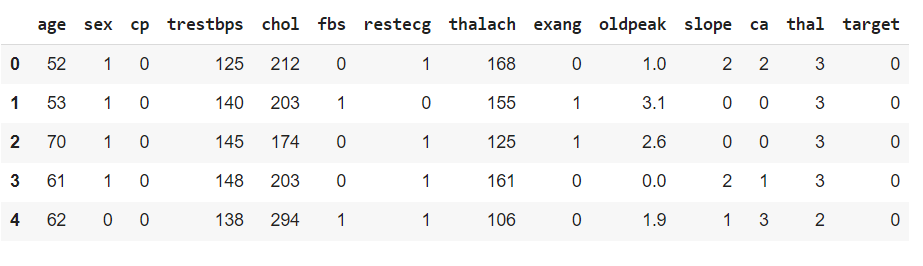 age sex cp trestbps chol fbs restecg thalach exang oldpeak slope ca thal target
0 52 1 0 125 212 0 1 168 0 1.0 2 2 3 0
1 53 1 0 140 203 1 0 155 1 3.1 0 0 3 0
2 70 1 0 145 174 0 1 125 1 2.6 0 0 3 0
3 61 1 0 148 203 0 1 161 0 0.0 2 1 3 0
4 62 0 0 138 294 1 1 106 0 1.9 1 3 2 0